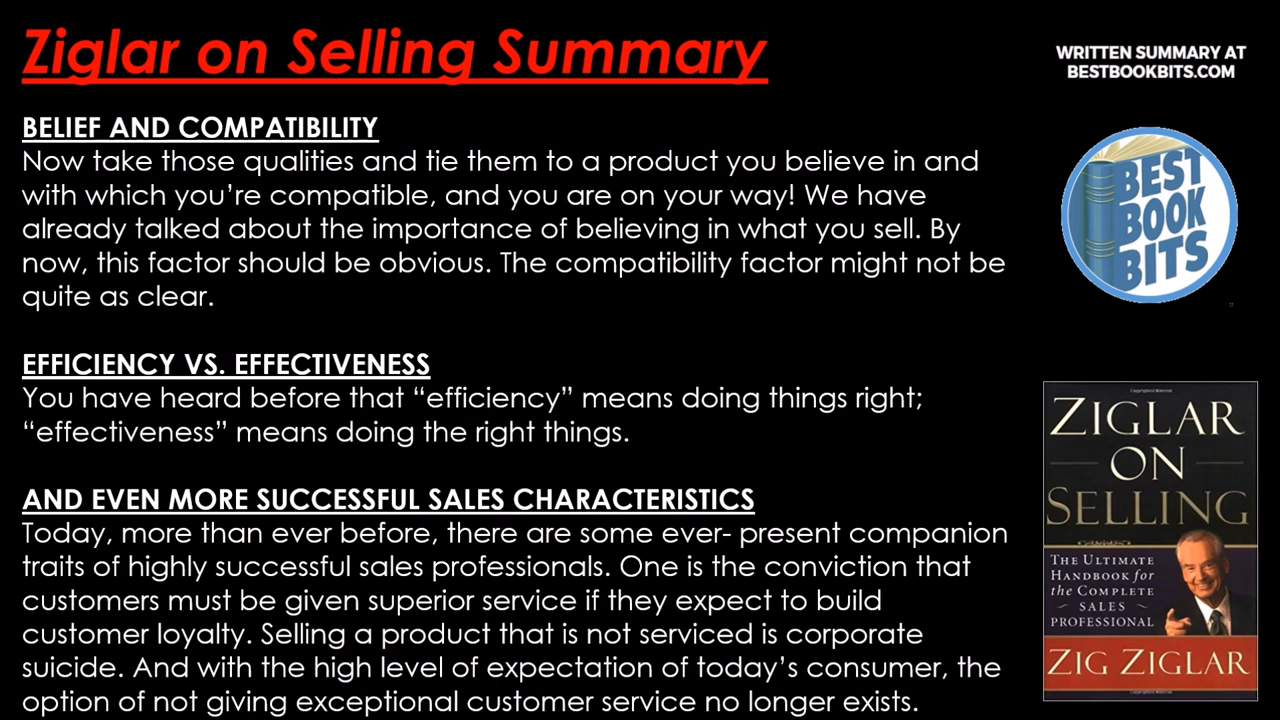 Ziglar on Selling Summary
WRITTEN SUMMARY AT
BESTBOOKBITS.COM
BELIEF AND COMPATIBILITY
Now take those qualities and tie them to a product you believe in and
with which you’re compatible, and you are on your way! We have
already talked about the importance of believing in what you sell. By
now, this factor should be obvious. The compatibility factor might not be
quite as clear.
EFFICIENCY VS. EFFECTIVENESS
You have heard before that “efficiency” means doing things right;
“effectiveness” means doing the right things.
AND EVEN MORE SUCCESSFUL SALES CHARACTERISTICS
Today, more than ever before, there are some ever- present companion
traits of highly successful sales professionals. One is the conviction that
customers must be given superior service if they expect to build
customer loyalty. Selling a product that is not serviced is corporate
suicide. And with the high level of expectation of today’s consumer, the
option of not giving exceptional customer service no longer exists.
BEST
BOOK
BITS
Copyrighted Material
ZIGLAR
ON
SELLING
THE ULTIMATE
HANDBOOK for
the COMPLETE
SALES
PROFESSIONAL
ZIG ZIGLAR
Copyrighted Material